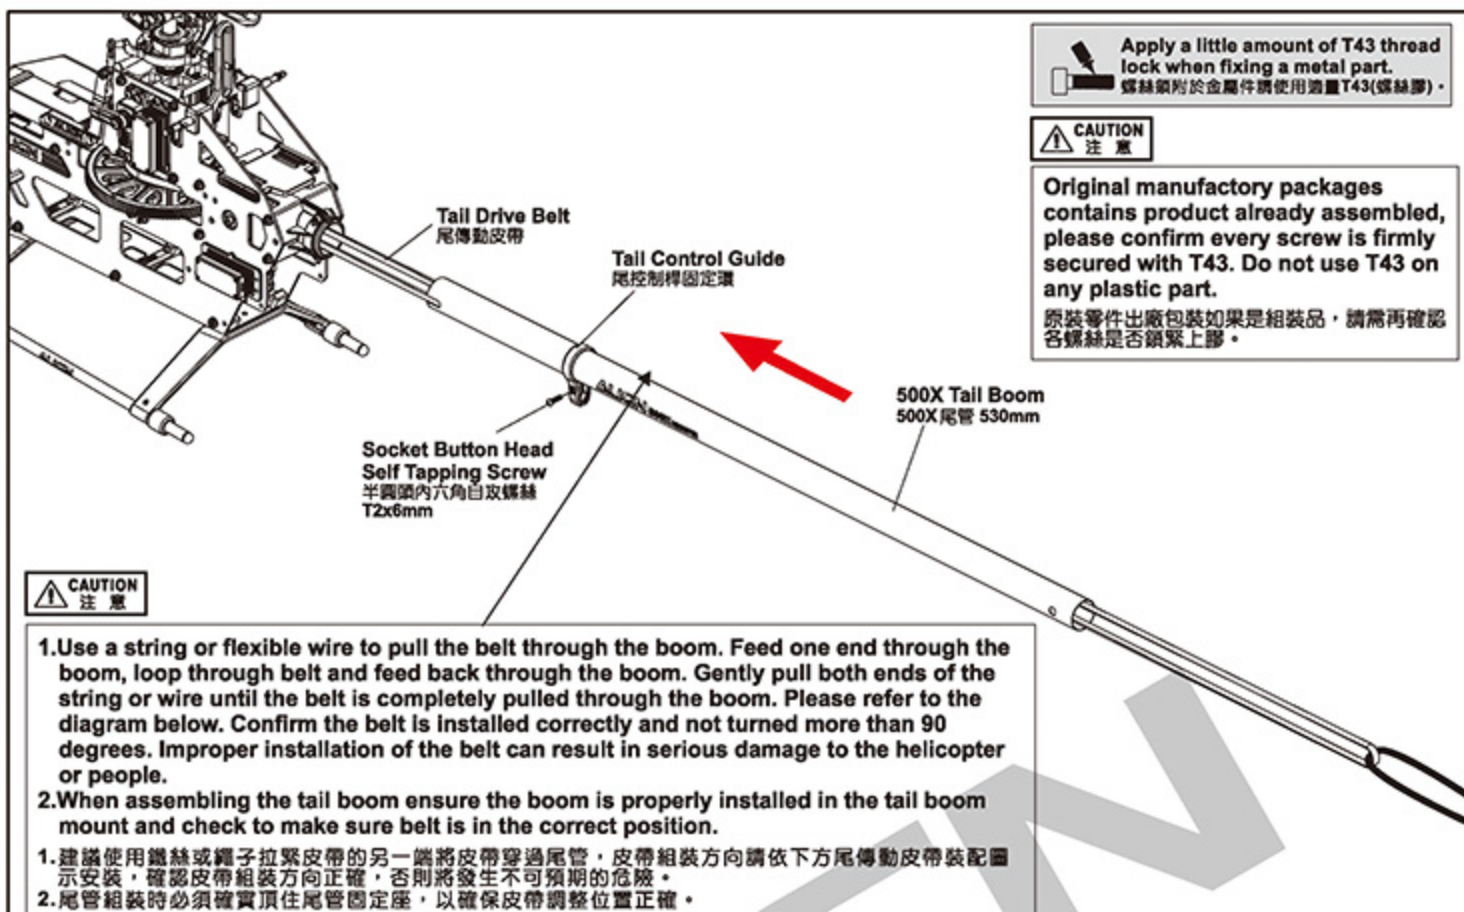 Apply a little amount of T43 thread
lock when fixing a metal part.
螺絲鎖附於金屬件請使用適量T43(螺絲膠)。
CAUTION
注 意
Original manufactory packages
contains product already assembled,
please confirm every screw is firmly
secured with T43. Do not use T43 on
any plastic part.
原裝零件出廠包裝如果是組裝品，請需再確認
各螺絲是否鎖緊上膠。
Tail Drive Belt
尾傳動皮帶
Tail Control Guide
尾控制桿固定環
500X Tail Boom
500X尾管 530mm
Socket Button Head
Self Tapping Screw
半圓頭內六角自攻螺絲
T2x6mm
ALIGN
CAUTION
注 意
1.Use a string or flexible wire to pull the belt through the boom. Feed one end through the
boom, loop through belt and feed back through the boom. Gently pull both ends of the
string or wire until the belt is completely pulled through the boom. Please refer to the
diagram below. Confirm the belt is installed correctly and not turned more than 90
degrees. Improper installation of the belt can result in serious damage to the helicopter
or people.
2.When assembling the tail boom ensure the boom is properly installed in the tail boom
mount and check to make sure belt is in the correct position.
1.建議使用鐵絲或繩子拉緊皮帶的另一端將皮帶穿過尾管，皮帶組裝方向請依下方尾傳動皮帶裝配圖
示安裝，確認皮帶組裝方向正確，否則將發生不可預期的危險。
2.尾管組裝時必須確實頂住尾管固定座，以確保皮帶調整位置正確。